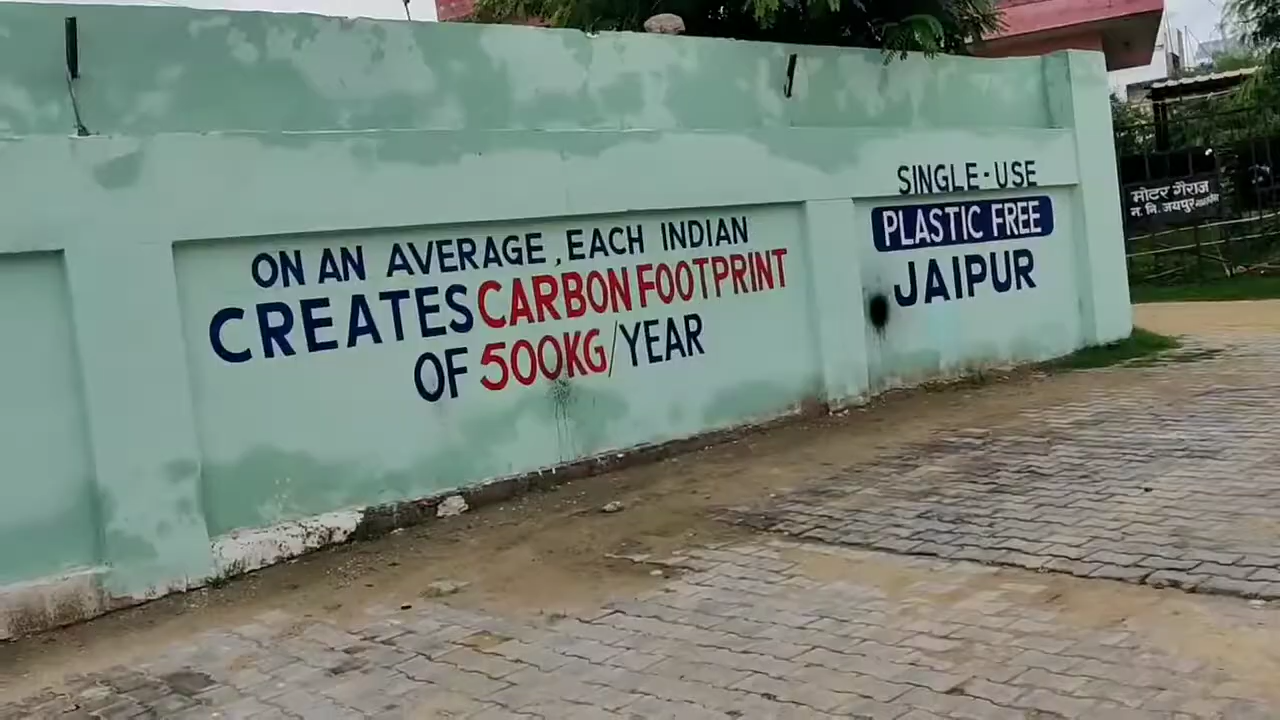 ON AN AVERAGE, EACH INDIAN
CREATES CARBON FOOTPRINT
OF 500KG/YEAR
SINGLE-USE
PLASTIC FREE
JAIPUR
मोटर गैराज
न. नि. जयपुर